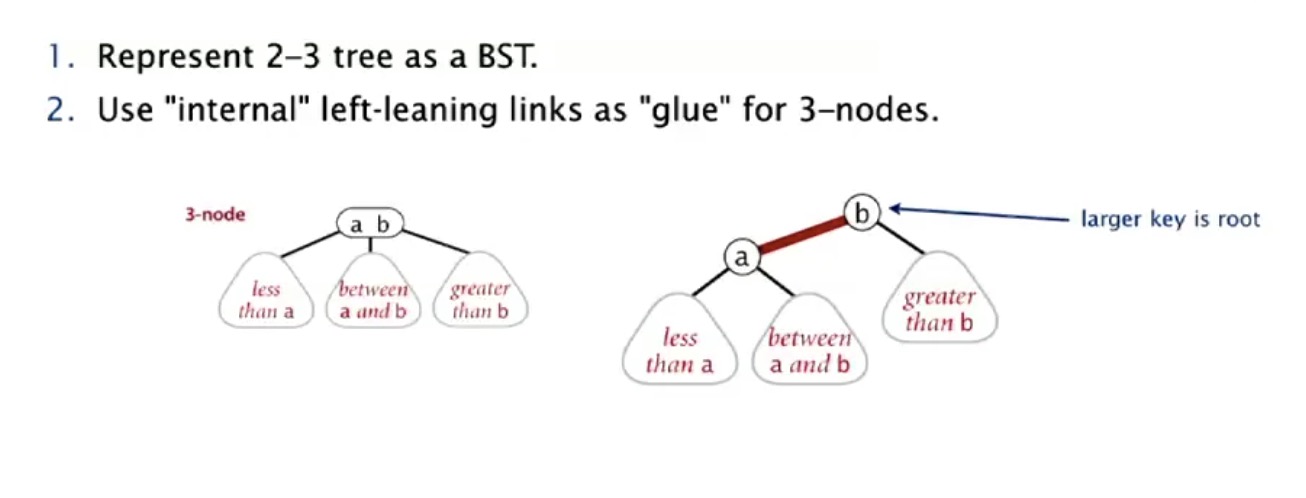 1. Represent 2–3 tree as a BST.
2. Use "internal" left-leaning links as "glue" for 3–nodes.
3-node
a b
less
than a
between
a and b
greater
than b
b
larger key is root
a
less
than a
between
a and b
greater
than b